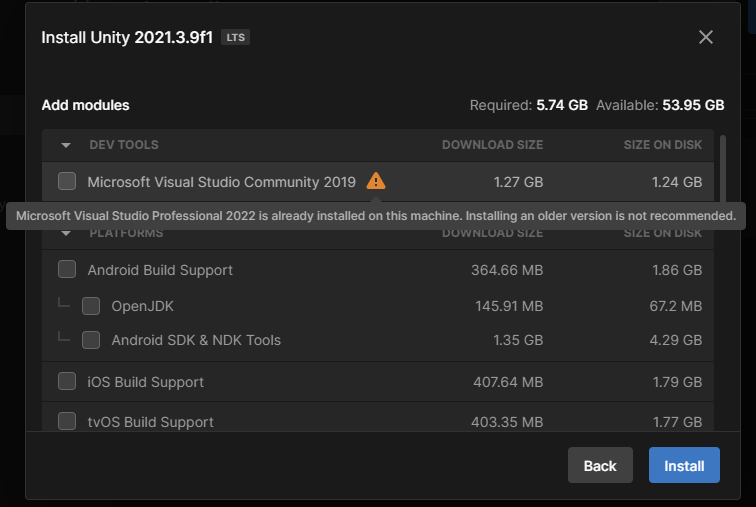 Install Unity 2021.3.9f1 LTS
Add modules Required: 5.74 GB Available: 53.95 GB
DEV TOOLS DOWNLOAD SIZE SIZE ON DISK
Microsoft Visual Studio Community 2019 1.27 GB 1.24 GB
Microsoft Visual Studio Professional 2022 is already installed on this machine. Installing an older version is not recommended.
PLATFORMS DOWNLOAD SIZE SIZE ON DISK
Android Build Support 364.66 MB 1.86 GB
OpenJDK 145.91 MB 67.2 MB
Android SDK & NDK Tools 1.35 GB 4.29 GB
iOS Build Support 407.64 MB 1.79 GB
tvOS Build Support 403.35 MB 1.77 GB
Back Install